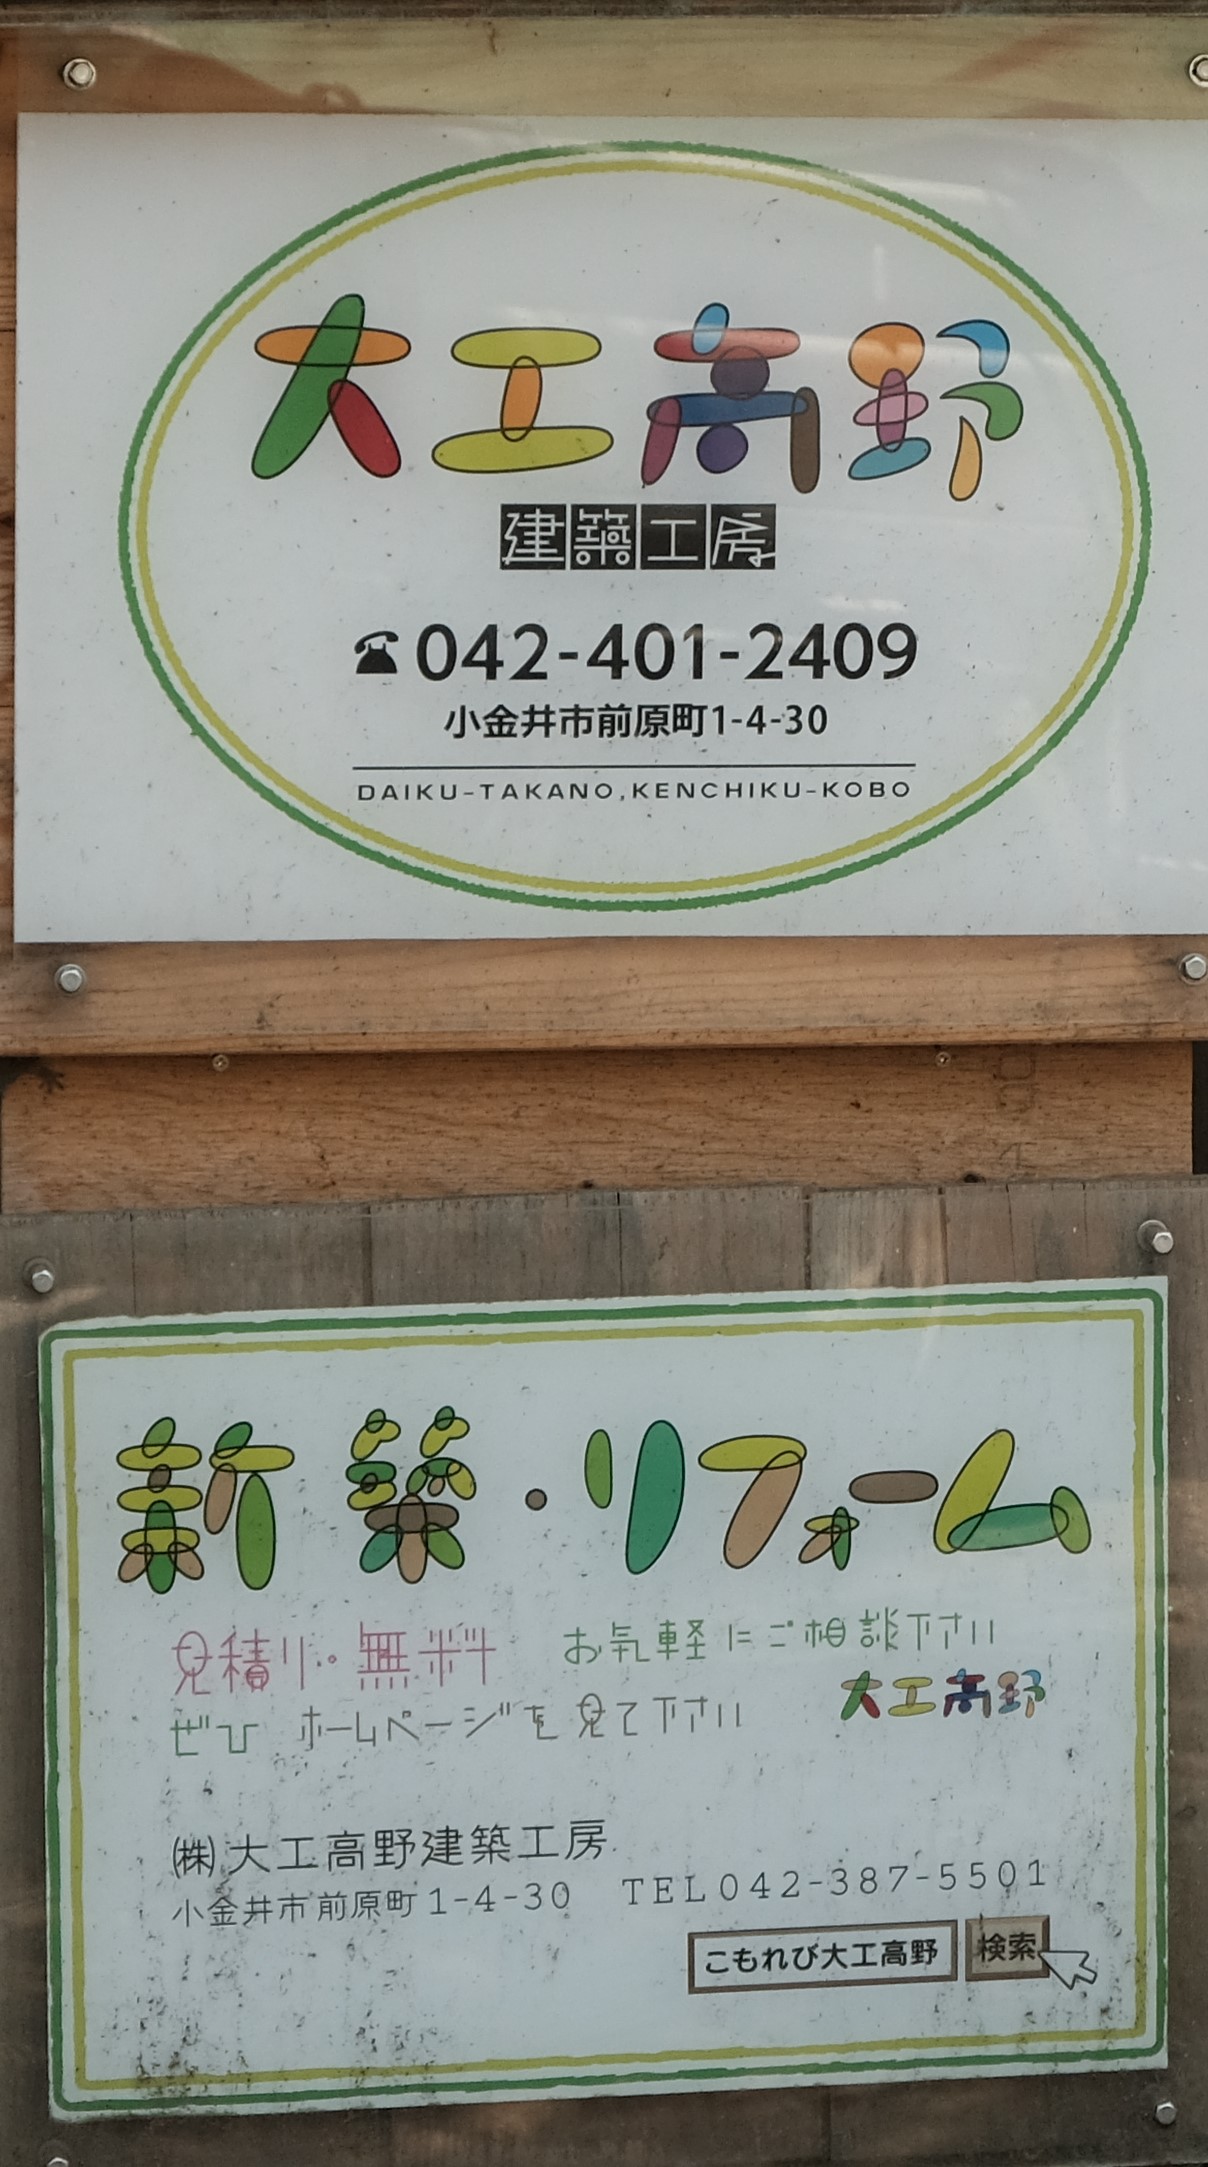 大工高野
建築工房
042-401-2409
小金井市前原町1-4-30
DAIKU-TAKANO,KENCHIKU-KOBO
新築・リフォーム
見積り。無料 お気軽にご相談下さい
ぜひ ホームページを見て下さい 大工高野
㈱大工高野建築工房
小金井市前原町1-4-30 TEL042-387-5501
こもれび大工高野 検索